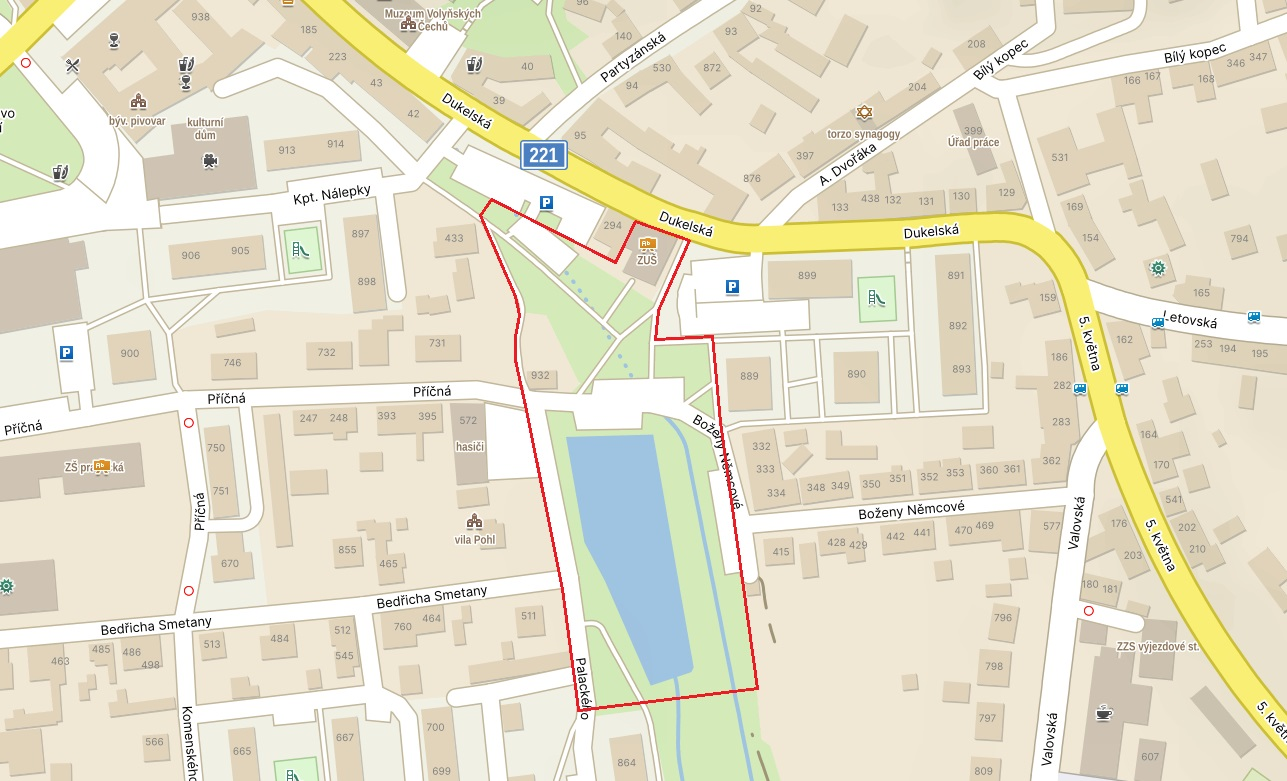 938
185
Muzeum Volyňských
Čechů
96
92
140
Partyzánská
93
208
Bílý kopec
Bílý kopec
346
347
223
43
40
530
872
94
204
166
167
168
vo
í
býv. pivovar
kulturní
dům
42
39
Dukelská
95
torzo synagogy
399
Úřad práce
913
914
221
397
A. Dvořáka
531
Kpt. Nálepky
P
876
133
438
132
131
130
129
169
433
897
294
Dukelská
Dukelská
154
794
906
905
ZUŠ
898
P
899
891
165
159
Letovská
P
900
746
732
731
892
5. května
162
253
194
195
186
932
889
890
893
282
Příčná
Příčná
Příčná
247
248
393
395
572
hasiči
Boženy Němcové
283
164
750
332
333
334
362
ZŠ pra
ká
348
349
350
351
352
353
360
361
170
751
Příčná
Boženy Němcové
541
vila Pohl
Valovská
5. května
176
202
855
415
428
429
442
441
470
469
577
203
210
670
465
Bedřicha Smetany
180
181
Bedřicha Smetany
760
464
511
796
513
484
512
545
ZZS výjezdové st.
463
485
486
498
798
Palackého
Komenského
797
Valovská
5. květn
566
665
667
700
699
864
809
607